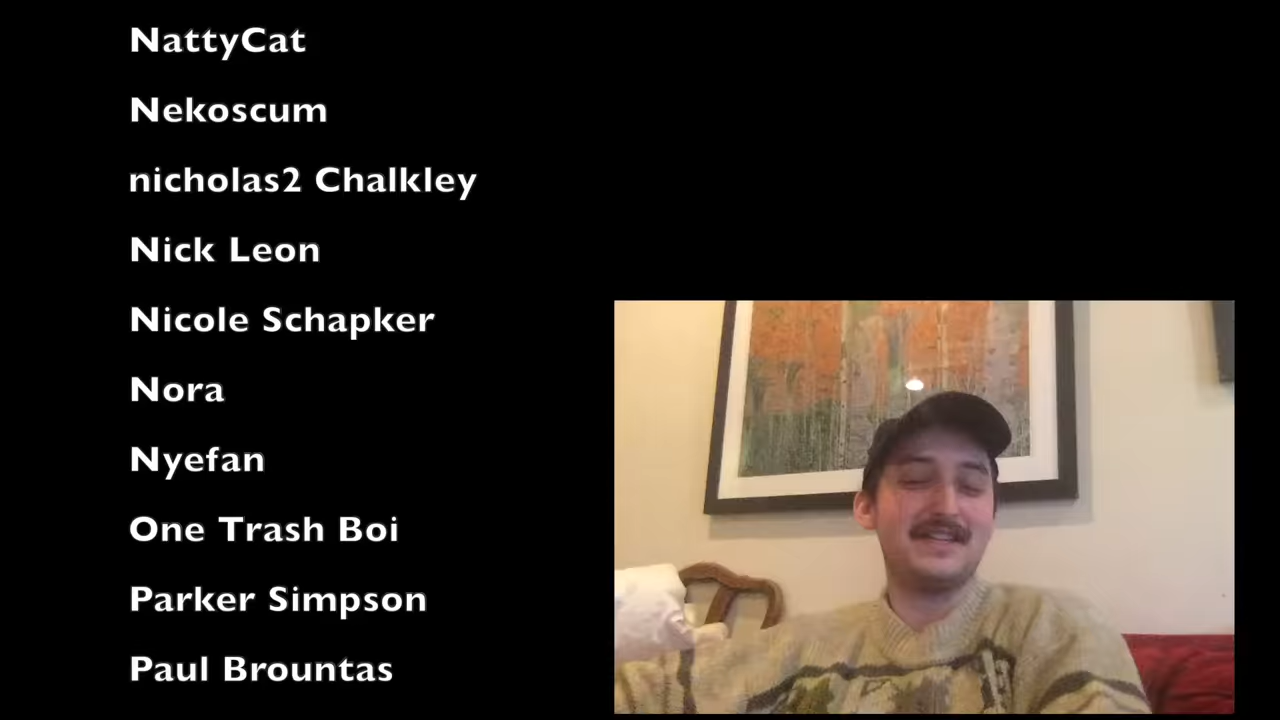 NattyCat
Nekoscum
nicholas2 Chalkley
Nick Leon
Nicole Schapker
Nora
Nyefan
One Trash Boi
Parker Simpson
Paul Brountas